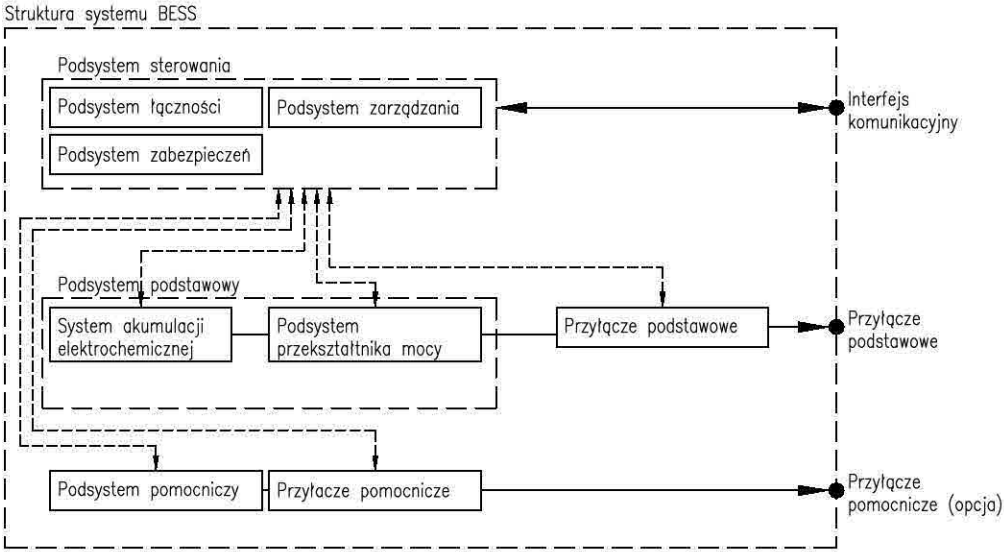 Struktura systemu BESS
Podsystem sterowania
Podsystem łączności
Podsystem zarządzania
Podsystem zabezpieczeń
Interfejs
komunikacyjny
Podsystem podstawowy
System akumulacji
elektrochemicznej
Podsystem
przekształtnika mocy
Przyłącze podstawowe
Przyłącze
podstawowe
Podsystem pomocniczy
Przyłacze pomocnicze
Przyłącze
pomocnicze (opcja)